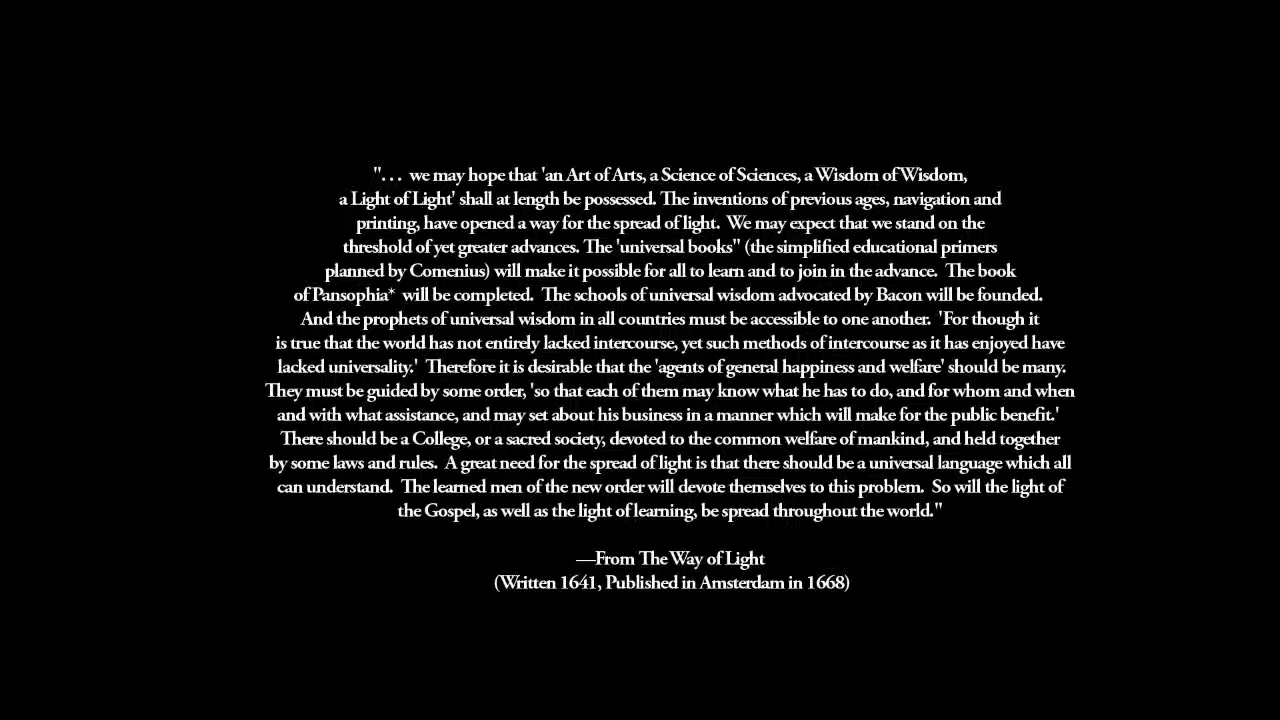 ". . .  we may hope that 'an Art of Arts, a Science of Sciences, a Wisdom of Wisdom,
a Light of Light' shall at length be possessed. The inventions of previous ages, navigation and
printing, have opened a way for the spread of light.  We may expect that we stand on the
threshold of yet greater advances. The 'universal books" (the simplified educational primers
planned by Comenius) will make it possible for all to learn and to join in the advance.  The book
of Pansophia*  will be completed.  The schools of universal wisdom advocated by Bacon will be founded.
And the prophets of universal wisdom in all countries must be accessible to one another.  'For though it
is true that the world has not entirely lacked intercourse, yet such methods of intercourse as it has enjoyed have
lacked universality.'  Therefore it is desirable that the 'agents of general happiness and welfare' should be many.
They must be guided by some order, 'so that each of them may know what he has to do, and for whom and when
and with what assistance, and may set about his business in a manner which will make for the public benefit.'
There should be a College, or a sacred society, devoted to the common welfare of mankind, and held together
by some laws and rules.  A great need for the spread of light is that there should be a universal language which all
can understand.  The learned men of the new order will devote themselves to this problem.  So will the light of
the Gospel, as well as the light of learning, be spread throughout the world."
—From The Way of Light
(Written 1641, Published in Amsterdam in 1668)